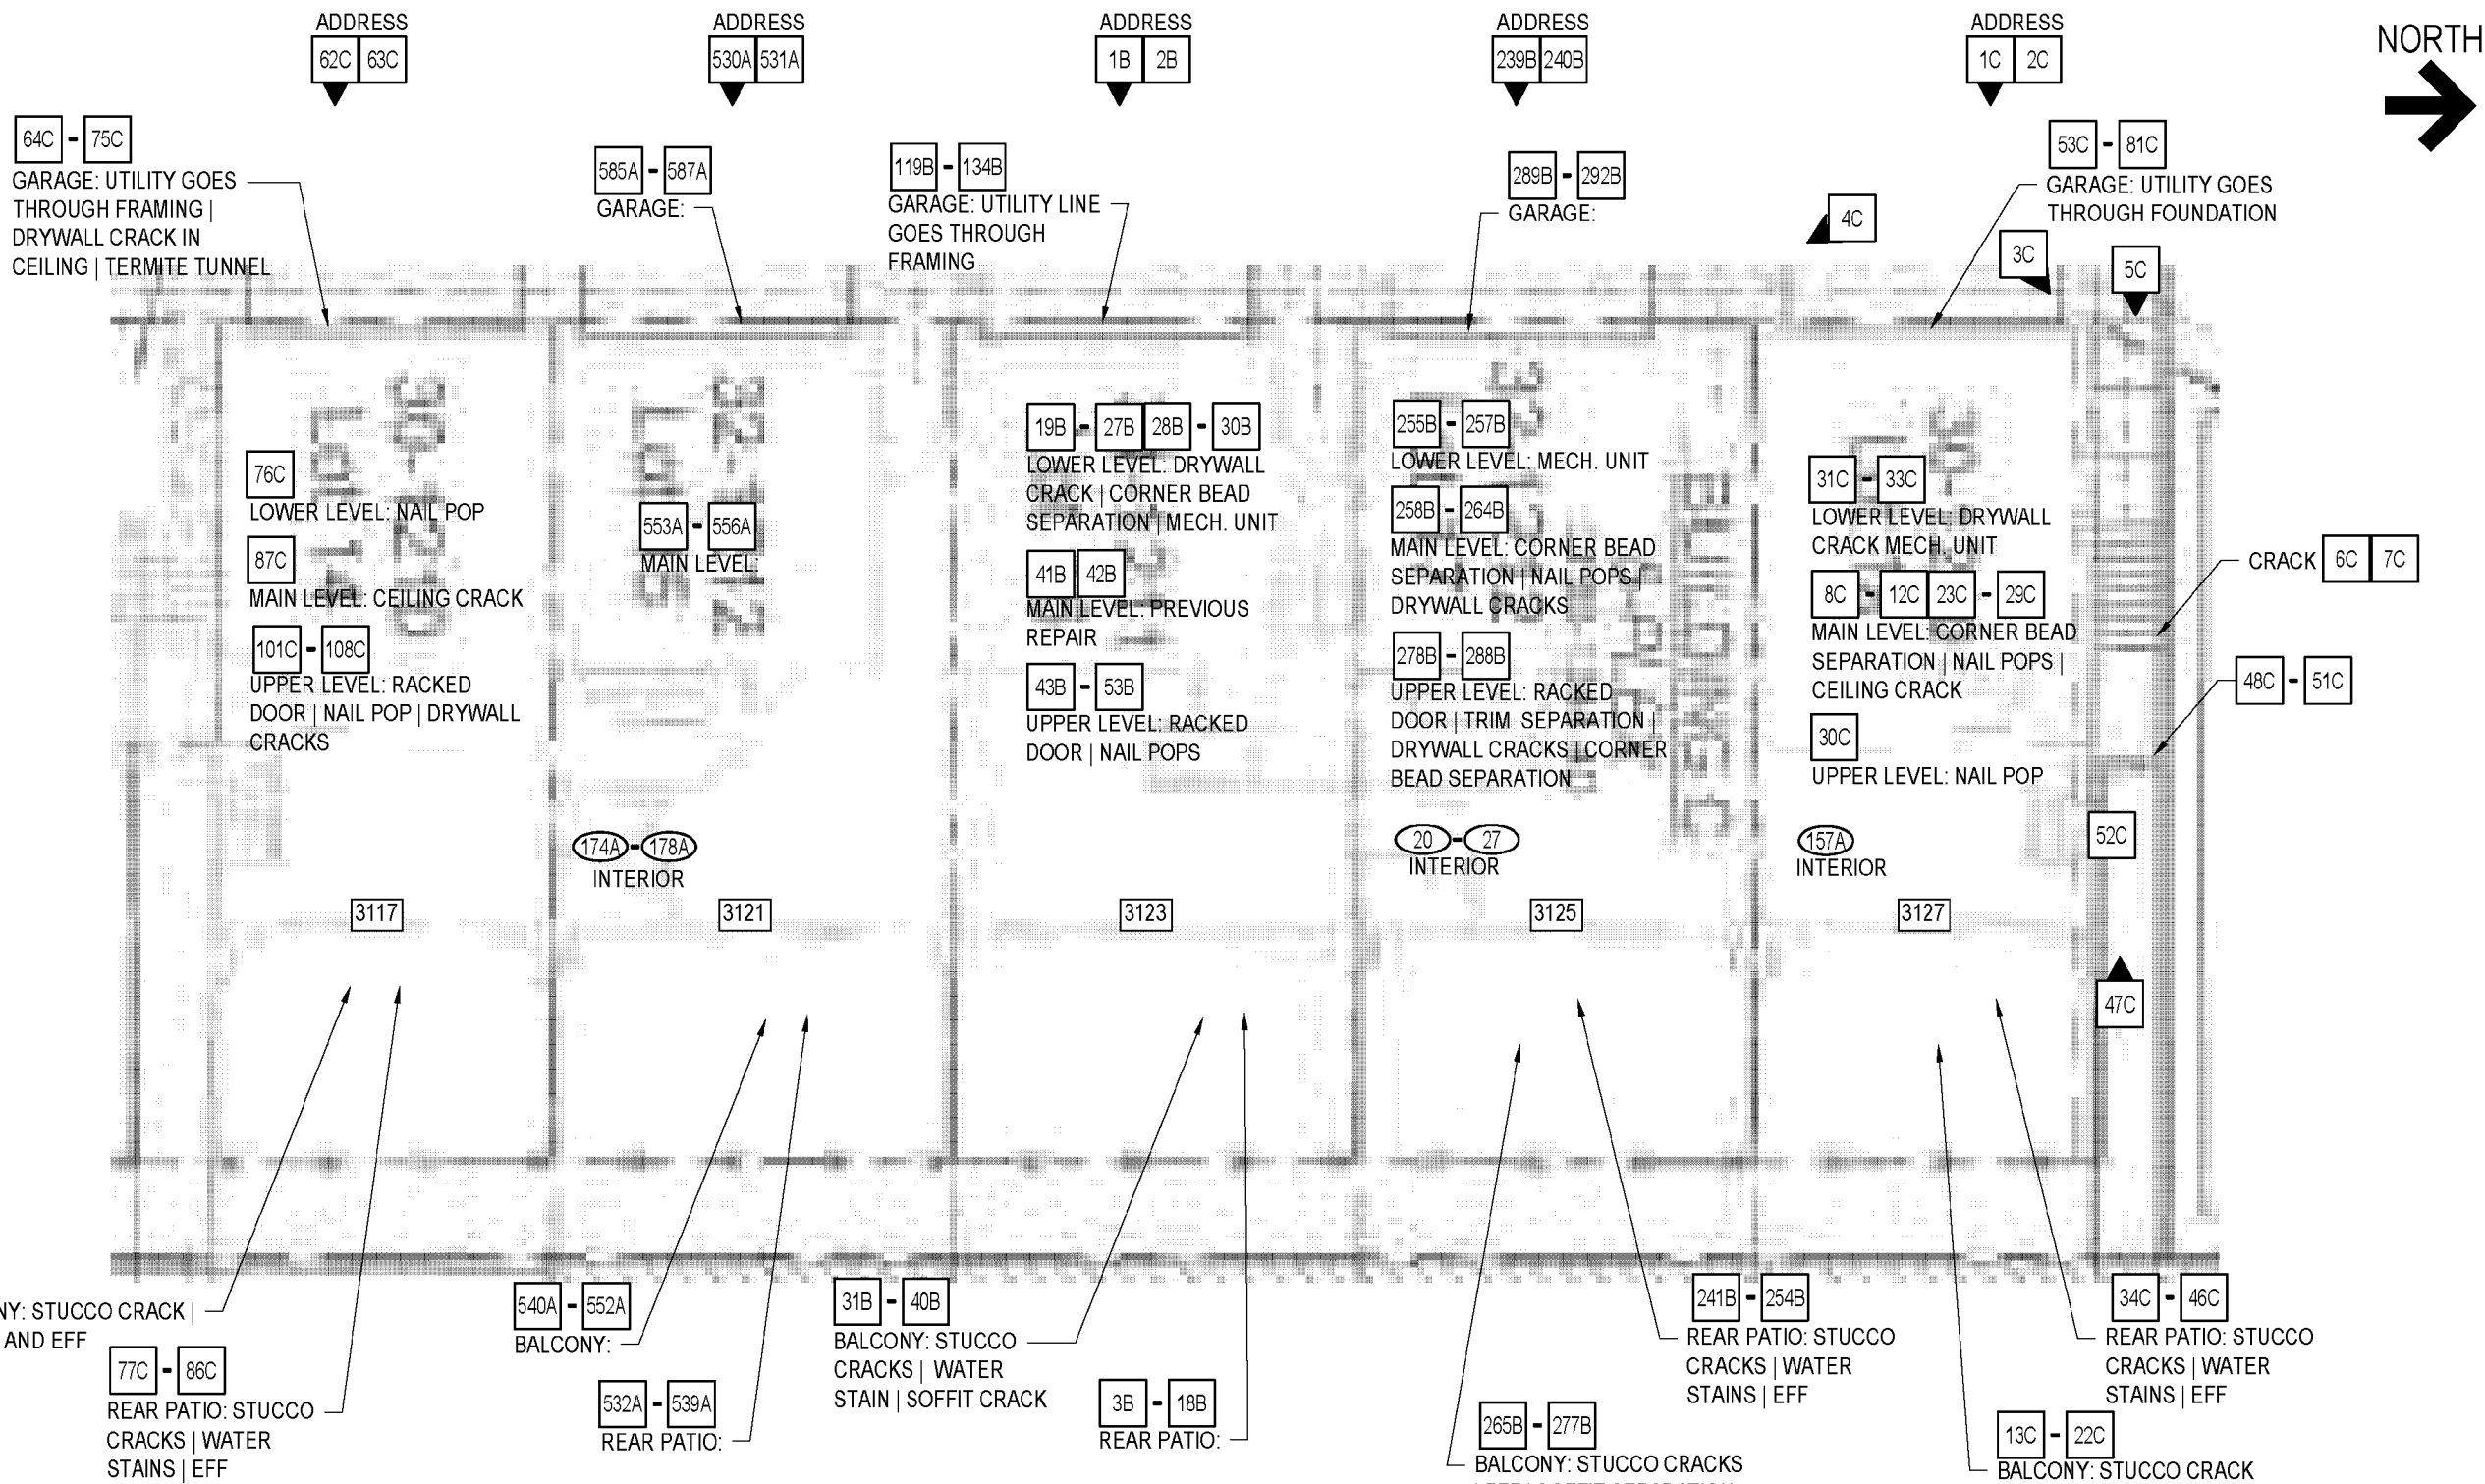 ADDRESS
62C 63C
ADDRESS
530A 531A
ADDRESS
1B 2B
ADDRESS
239B 240B
ADDRESS
1C 2C
NORTH
64C - 75C
GARAGE: UTILITY GOES
THROUGH FRAMING |
DRYWALL CRACK IN
CEILING | TERMITE TUNNEL
585A - 587A
GARAGE:
119B - 134B
GARAGE: UTILITY LINE
GOES THROUGH
FRAMING
289B - 292B
GARAGE:
53C - 81C
GARAGE: UTILITY GOES
THROUGH FOUNDATION
4C
3C
5C
76C
LOWER LEVEL: NAIL POP
87C
MAIN LEVEL: CEILING CRACK
101C - 108C
UPPER LEVEL: RACKED
DOOR | NAIL POP | DRYWALL
CRACKS
553A - 556A
MAIN LEVEL:
19B - 27B 28B - 30B
LOWER LEVEL: DRYWALL
CRACK | CORNER BEAD
SEPARATION | MECH. UNIT
41B 42B
MAIN LEVEL: PREVIOUS
REPAIR
43B - 53B
UPPER LEVEL: RACKED
DOOR | NAIL POPS
255B - 257B
LOWER LEVEL: MECH. UNIT
258B - 264B
MAIN LEVEL: CORNER BEAD
SEPARATION | NAIL POPS |
DRYWALL CRACKS
278B - 288B
UPPER LEVEL: RACKED
DOOR | TRIM SEPARATION |
DRYWALL CRACKS | CORNER
BEAD SEPARATION
31C - 33C
LOWER LEVEL: DRYWALL
CRACK MECH. UNIT
8C - 12C 23C - 29C
MAIN LEVEL: CORNER BEAD
SEPARATION | NAIL POPS |
CEILING CRACK
30C
UPPER LEVEL: NAIL POP
CRACK 6C 7C
48C - 51C
52C
47C
174A - 178A
INTERIOR
20 - 27
INTERIOR
157A
INTERIOR
3117
3121
3123
3125
3127
NY: STUCCO CRACK |
AND EFF
77C - 86C
REAR PATIO: STUCCO
CRACKS | WATER
STAINS | EFF
540A - 552A
BALCONY:
532A - 539A
REAR PATIO:
31B - 40B
BALCONY: STUCCO
CRACKS | WATER
STAIN | SOFFIT CRACK
3B - 18B
REAR PATIO:
241B - 254B
REAR PATIO: STUCCO
CRACKS | WATER
STAINS | EFF
265B - 277B
BALCONY: STUCCO CRACKS
34C - 46C
REAR PATIO: STUCCO
CRACKS | WATER
STAINS | EFF
13C - 22C
BALCONY: STUCCO CRACK